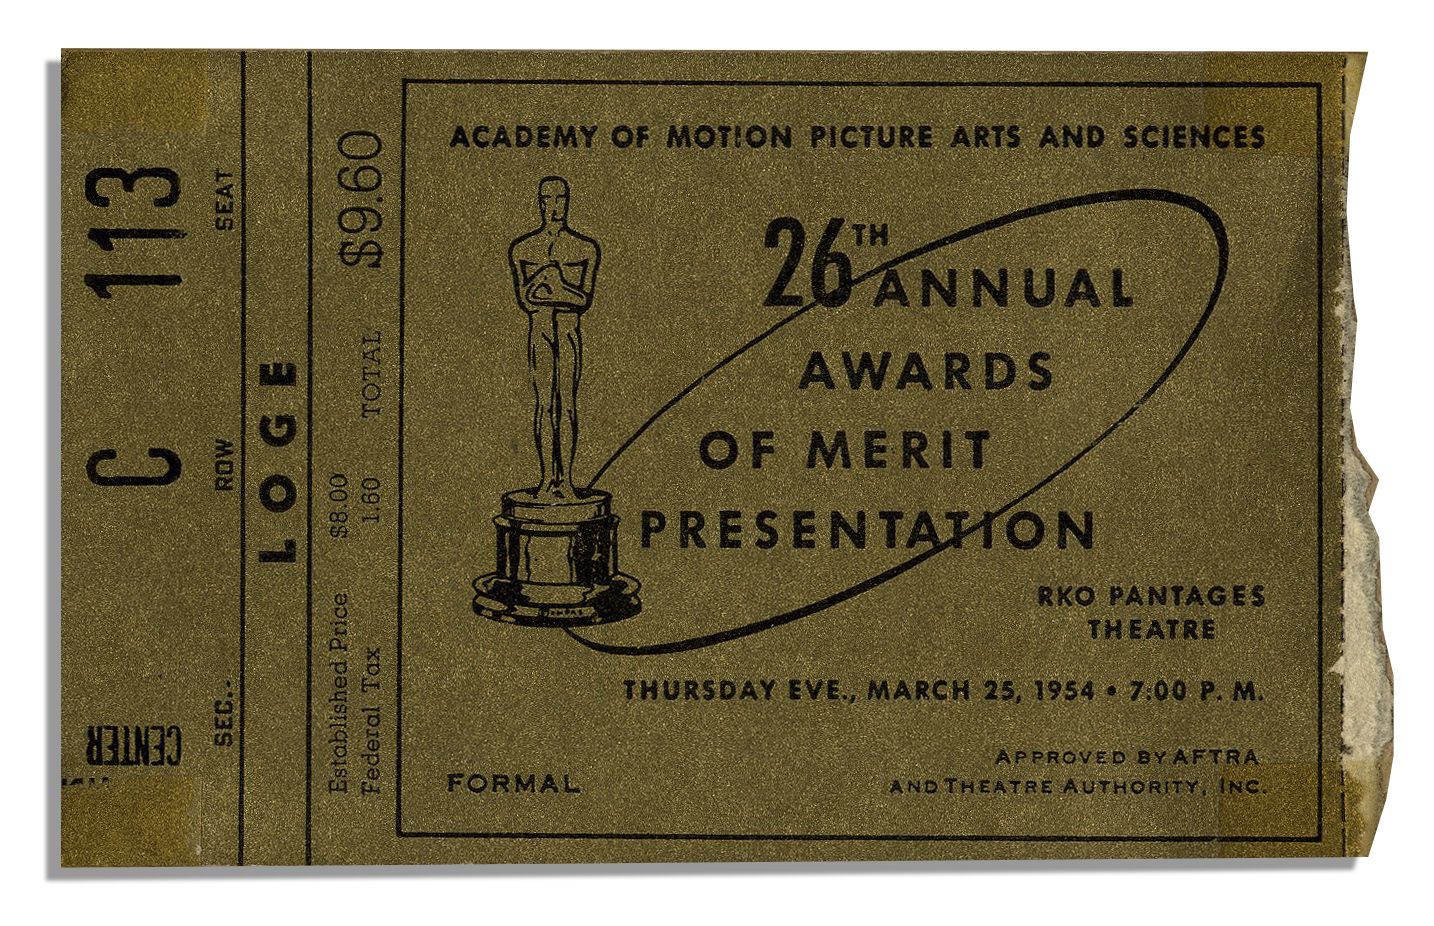 ACADEMY OF MOTION PICTURE ARTS AND SCIENCES
26TH ANNUAL
AWARDS
OF MERIT
PRESENTATION
RKO PANTAGES
THEATRE
THURSDAY EVE., MARCH 25, 1954 • 7:00 P. M.
APPROVED BY AFTRA
AND THEATRE AUTHORITY, INC.
FORMAL
Established Price $8.00
Federal Tax 1.60 TOTAL $9.60
LOGE
SEC. ROW SEAT
CENTER C 113